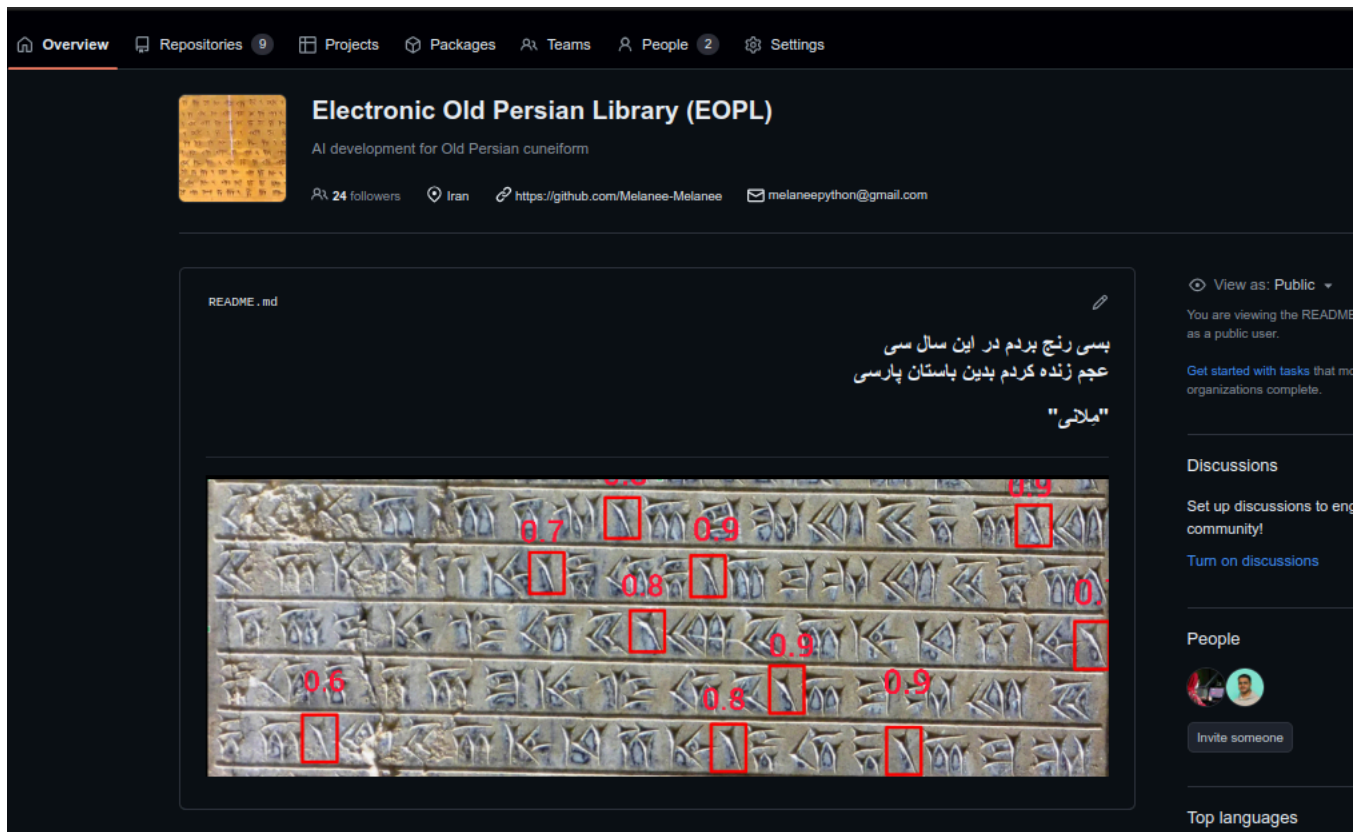 Overview Repositories 9 Projects Packages Teams People 2 Settings
Electronic Old Persian Library (EOPL)
AI development for Old Persian cuneiform
24 followers Iran https://github.com/Melanee-Melanee melaneepython@gmail.com
README.md
بسی رنج بردم در این سال سی
عجم زنده کردم بدین باستان پارسی
"مِلانی"
0.9
0.7 0.9
0.8 0.
0.9
0.6 0.8 0.9
View as: Public
You are viewing the README
as a public user.
Get started with tasks that
organizations complete.
Discussions
Set up discussions to
community!
Turn on discussions
People
Invite someone
Top languages